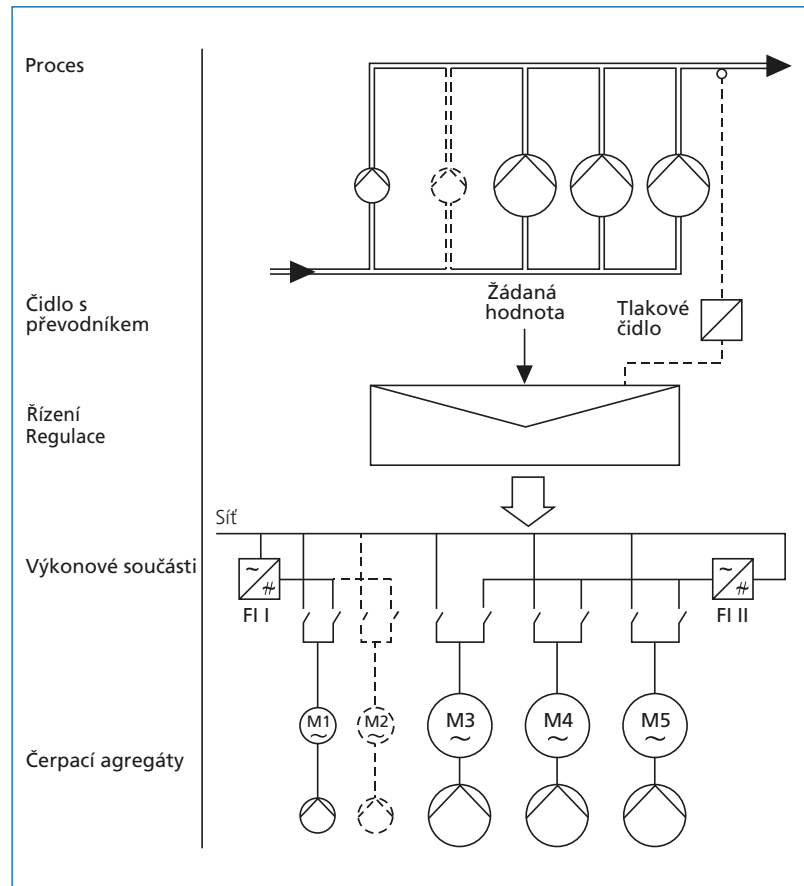 Proces
Čidlo s
převodníkem
Žádaná
hodnota
Tlakové
čidlo
Řízení
Regulace
Síť
Výkonové součásti
FI I
FI II
M1
M2
M3
M4
M5
Čerpací agregáty